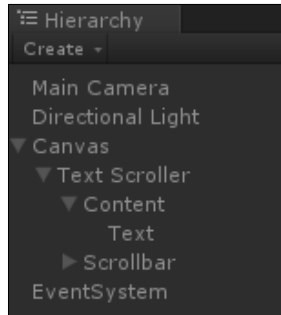 Hierarchy
Create
Main Camera
Directional Light
Canvas
Text Scroller
Content
Text
Scrollbar
EventSystem